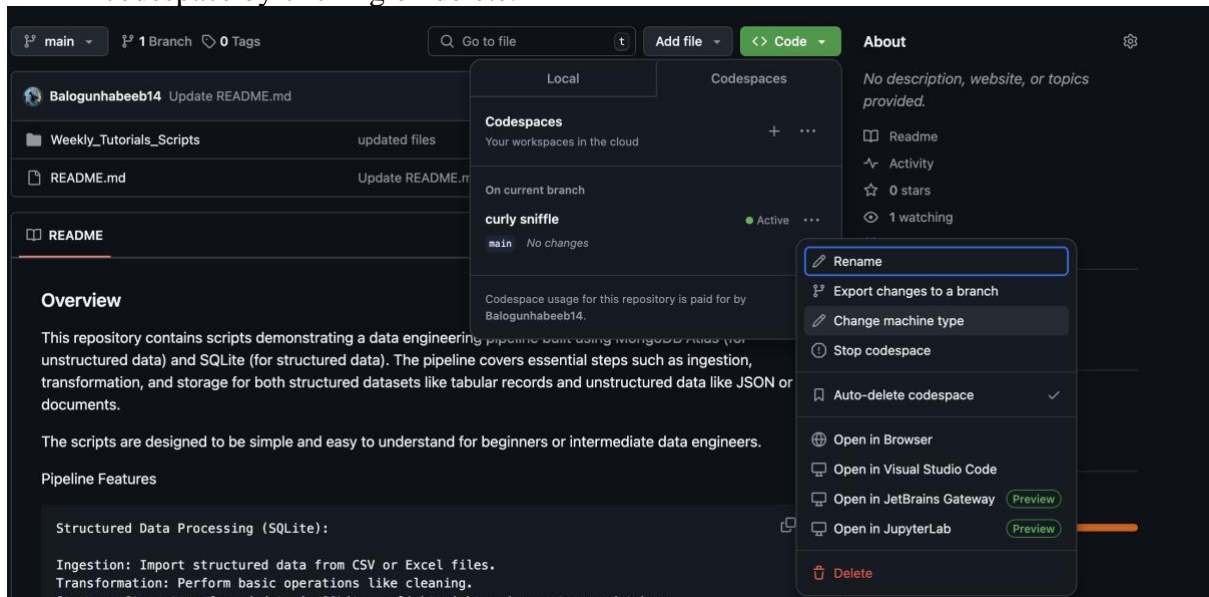 main
1 Branch
0 Tags
Go to file
t
Add file
<> Code
About
Local
Codespaces
No description, website, or topics
provided.
Balogunhabeeb14 Update README.md
Codespaces
Your workspaces in the cloud
Readme
Weekly_Tutorials_Scripts
updated files
Activity
README.md
Update README.m
On current branch
0 stars
curly sniffle
Active
1 watching
main No changes
README
Rename
Export changes to a branch
Change machine type
Stop codespace
Auto-delete codespace
Open in Browser
Open in Visual Studio Code
Open in JetBrains Gateway Preview
Open in JupyterLab Preview
Delete
Codespace usage for this repository is paid for by
Balogunhabeeb14.
Overview
This repository contains scripts demonstrating a data engineering pipeline built using MongoDB Atlas (for
unstructured data) and SQLite (for structured data). The pipeline covers essential steps such as ingestion,
transformation, and storage for both structured datasets like tabular records and unstructured data like JSON or
documents.
The scripts are designed to be simple and easy to understand for beginners or intermediate data engineers.
Pipeline Features
Structured Data Processing (SQLite):
Ingestion: Import structured data from CSV or Excel files.
Transformation: Perform basic operations like cleaning.